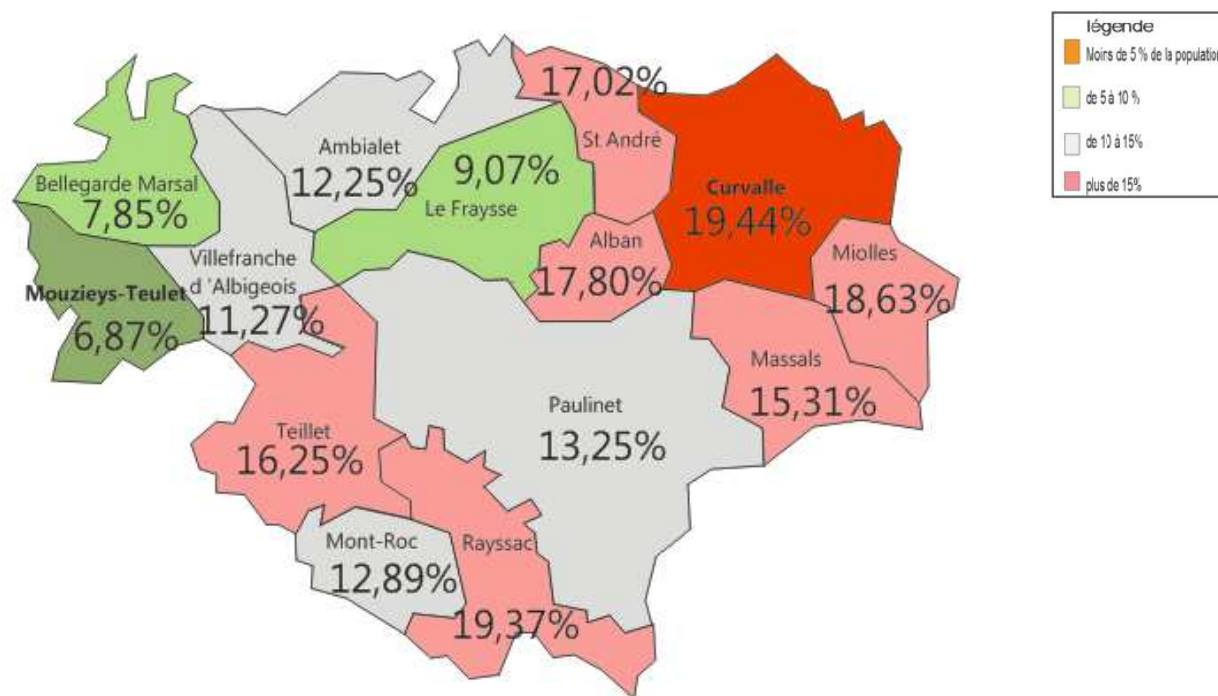 légende
Moins de 5 % de la population
de 5 à 10 %
de 10 à 15%
plus de 15%
17,02%
St André
Ambialet
12,25%
9,07%
Le Fraysse
Bellegarde Marsal
7,85%
Curvalle
19,44%
Alban
17,80%
Miolles
18,63%
Villefranche
d 'Albigeois
11,27%
Mouzieys-Teulet
6,87%
Massals
15,31%
Paulinet
13,25%
Teillet
16,25%
Mont-Roc
12,89%
Rayssac
19,37%